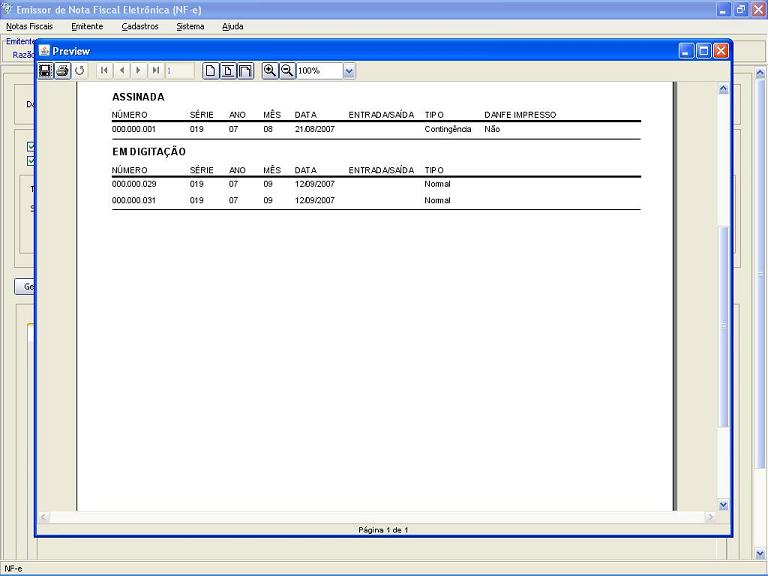 Emissor de Nota Fiscal Eletrônica (NF-e)
Notas Fiscais Emitente Cadastros Sistema Ajuda
Emitente
Razão
Preview
1 100%
ASSINADA
NÚMERO SÉRIE ANO MÊS DATA ENTRADA/SAÍDA TIPO DANFE IMPRESSO
000.000.001 019 07 08 21/08/2007 Contingência Não
EM DIGITAÇÃO
NÚMERO SÉRIE ANO MÊS DATA ENTRADA/SAÍDA TIPO
000.000.029 019 07 09 12/09/2007 Normal
000.000.031 019 07 09 12/09/2007 Normal
Ge
Página 1 de 1
NF-e